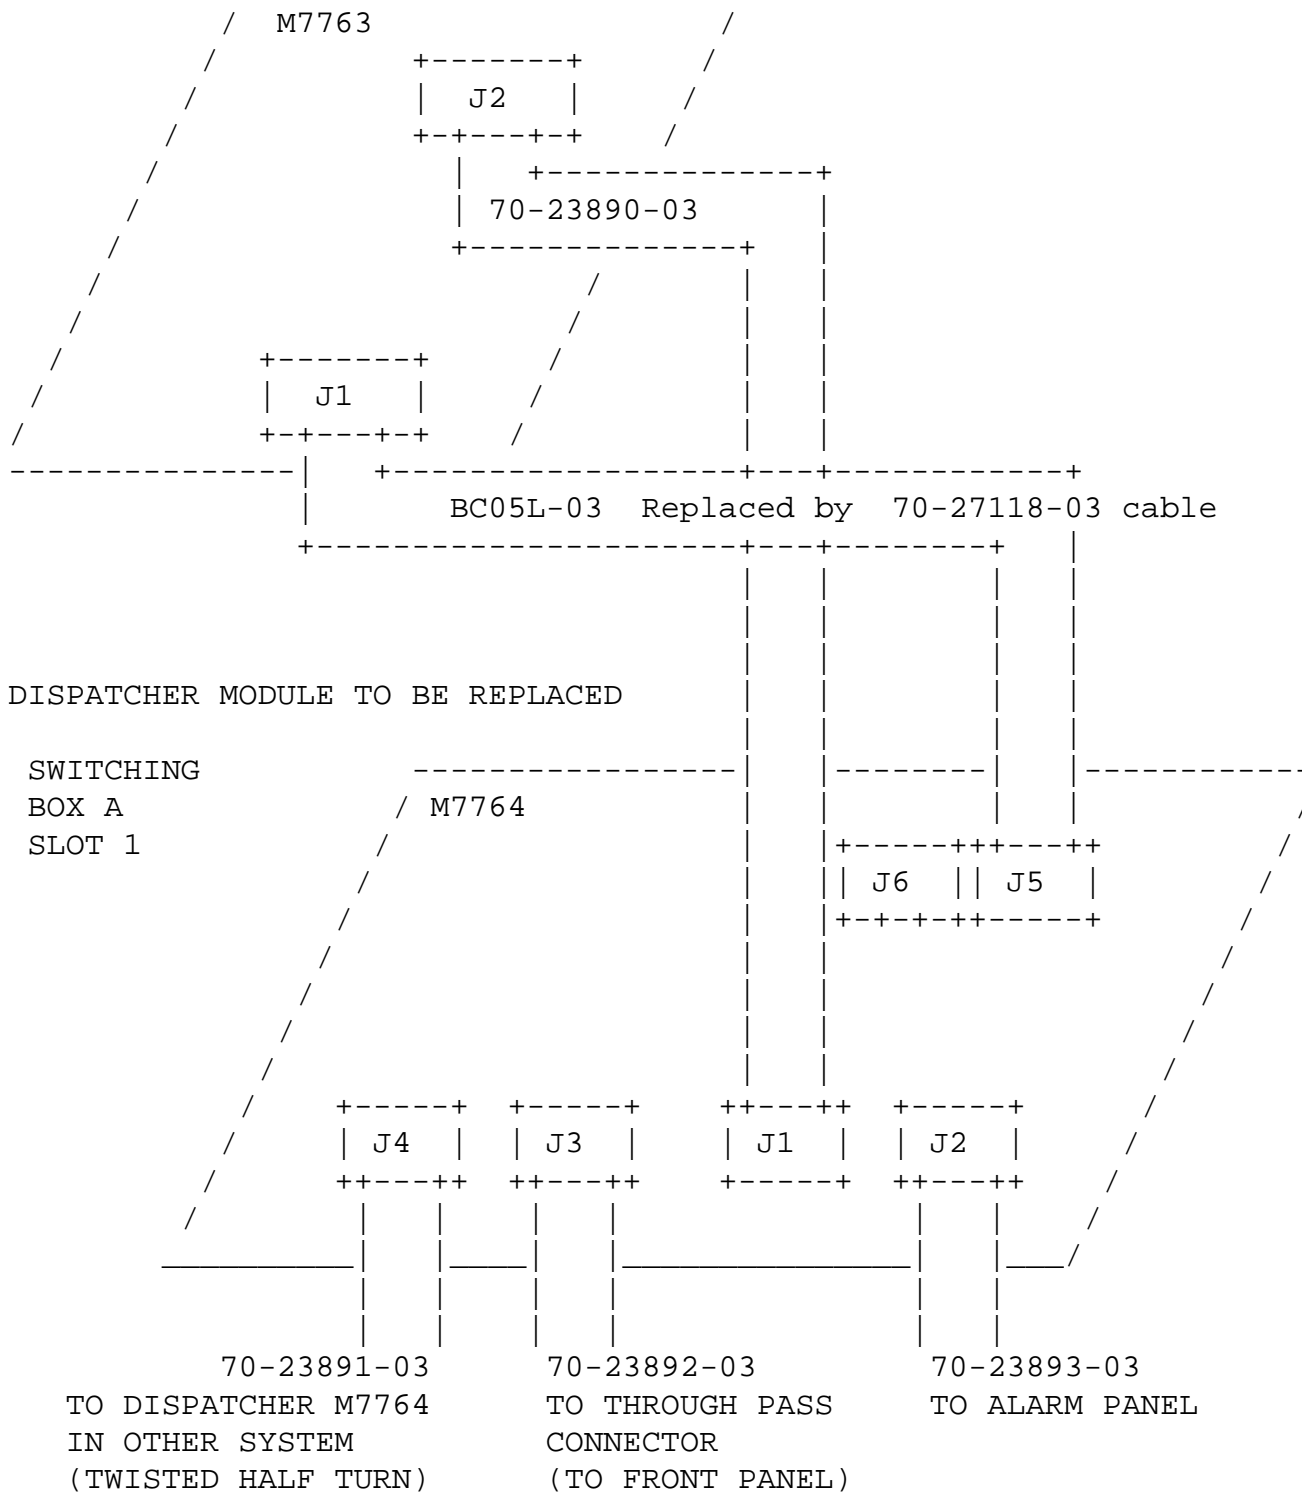 M7763
J2
70-23890-03
J1
BC05L-03 Replaced by 70-27118-03 cable
DISPATCHER MODULE TO BE REPLACED
SWITCHING
BOX A M7764
SLOT 1
J6 J5
J4 J3 J1 J2
70-23891-03 70-23892-03 70-23893-03
TO DISPATCHER M7764 TO THROUGH PASS TO ALARM PANEL
IN OTHER SYSTEM CONNECTOR
(TWISTED HALF TURN) (TO FRONT PANEL)